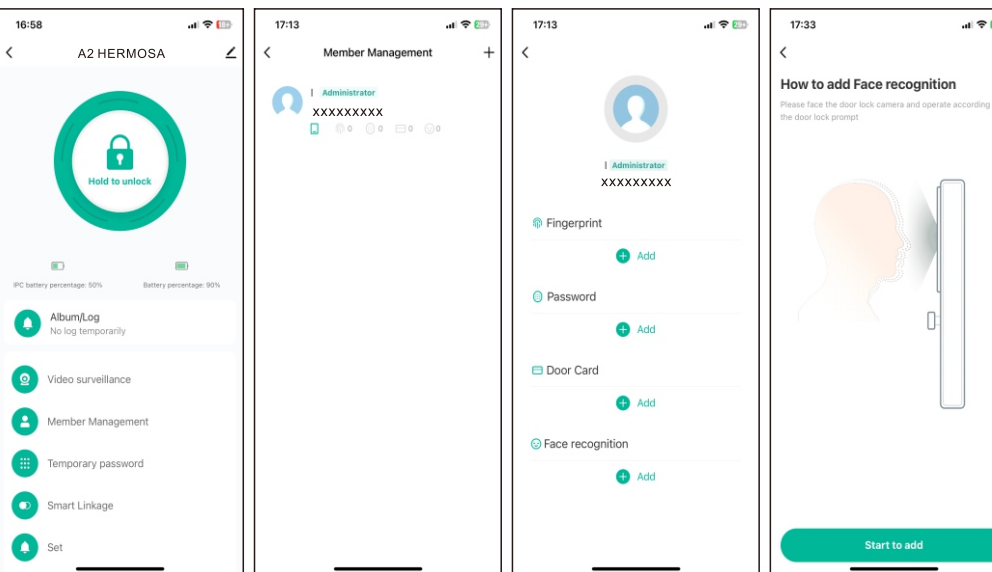 16:58
A2 HERMOSA
Hold to unlock
IPC battery percentage: 50%
Battery percentage: 90%
Album/Log
No log temporarily
Video surveillance
Member Management
Temporary password
Smart Linkage
Set
17:13
Member Management
Administrator
XXXXXXXXX
0 0 0 0
17:13
Administrator
XXXXXXXXX
Fingerprint
Add
Password
Add
Door Card
Add
Face recognition
Add
17:33
How to add Face recognition
Please face the door lock camera and operate according
the door lock prompt
Start to add